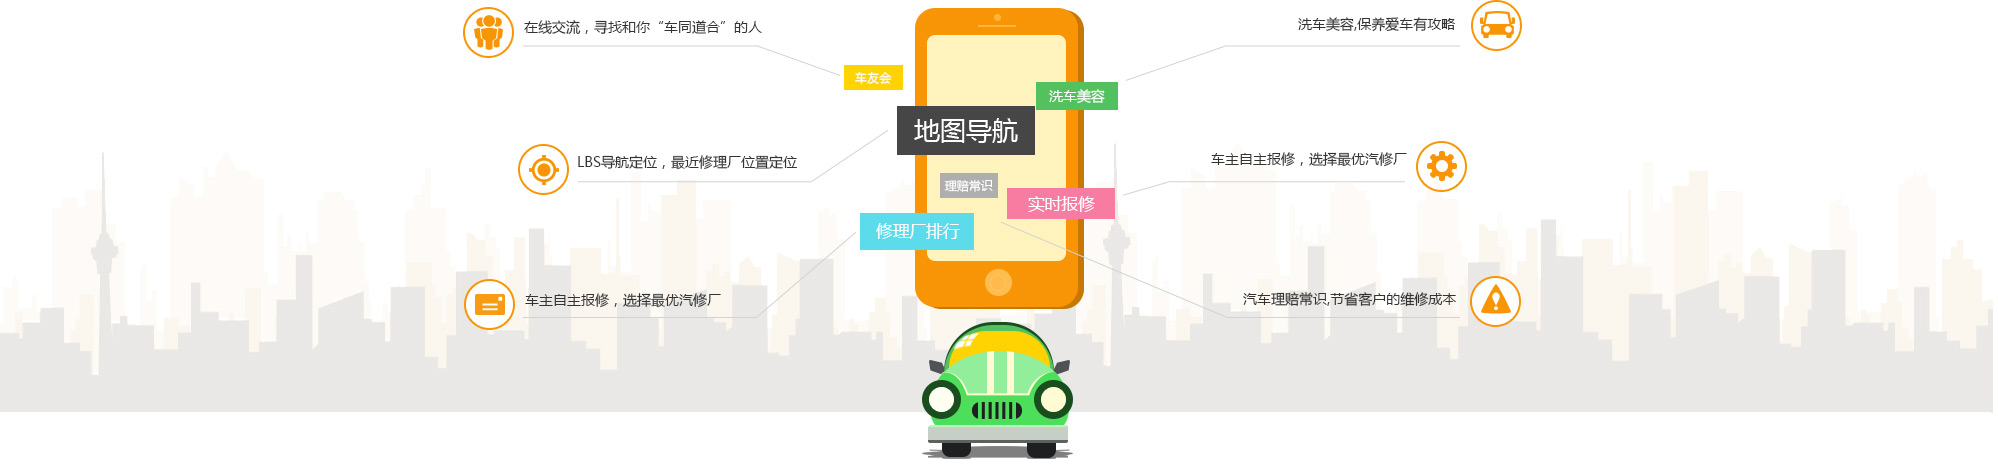 在线交流，寻找和你“车同道合”的人
洗车美容,保养爱车有攻略
车友会
洗车美容
地图导航
LBS导航定位，最近修理厂位置定位
车主自主报修，选择最优汽修厂
理赔常识
实时报修
修理厂排行
车主自主报修，选择最优汽修厂
汽车理赔常识,节省客户的维修成本